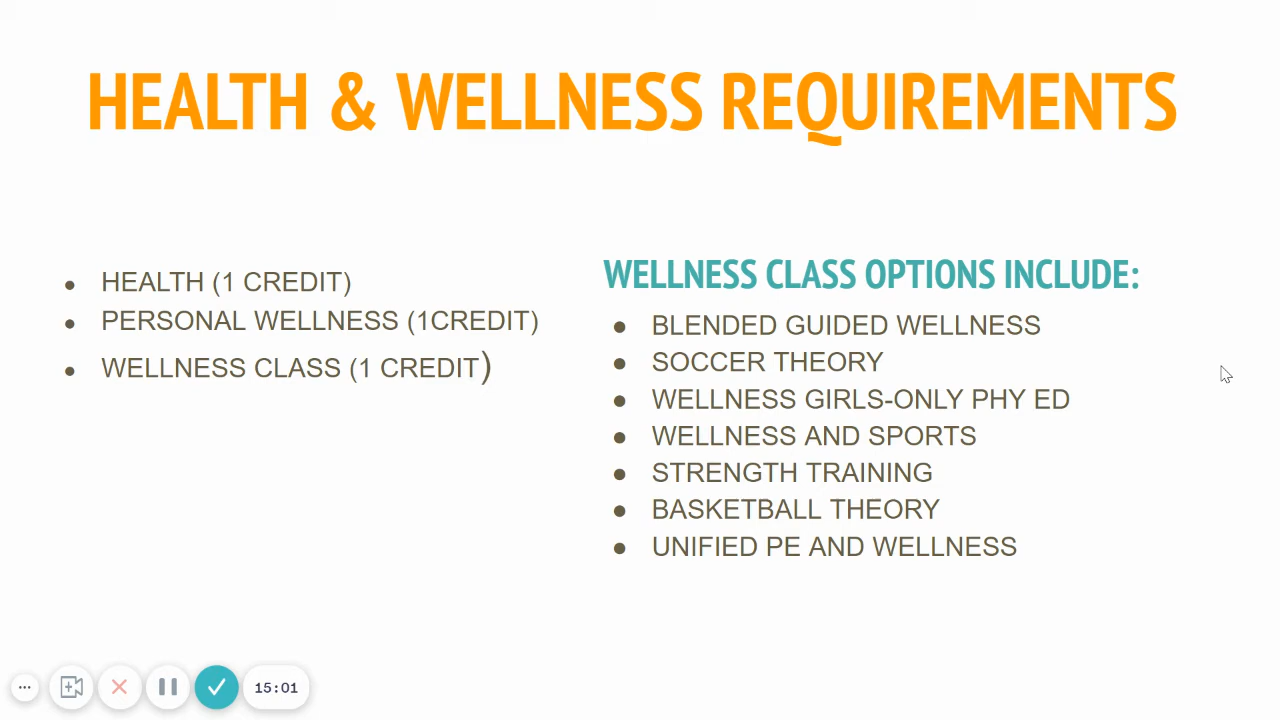 HEALTH & WELLNESS REQUIREMENTS
HEALTH (1 CREDIT)
PERSONAL WELLNESS (1CREDIT)
WELLNESS CLASS (1 CREDIT)
WELLNESS CLASS OPTIONS INCLUDE:
BLENDED GUIDED WELLNESS
SOCCER THEORY
WELLNESS GIRLS-ONLY PHY ED
WELLNESS AND SPORTS
STRENGTH TRAINING
BASKETBALL THEORY
UNIFIED PE AND WELLNESS
15:01